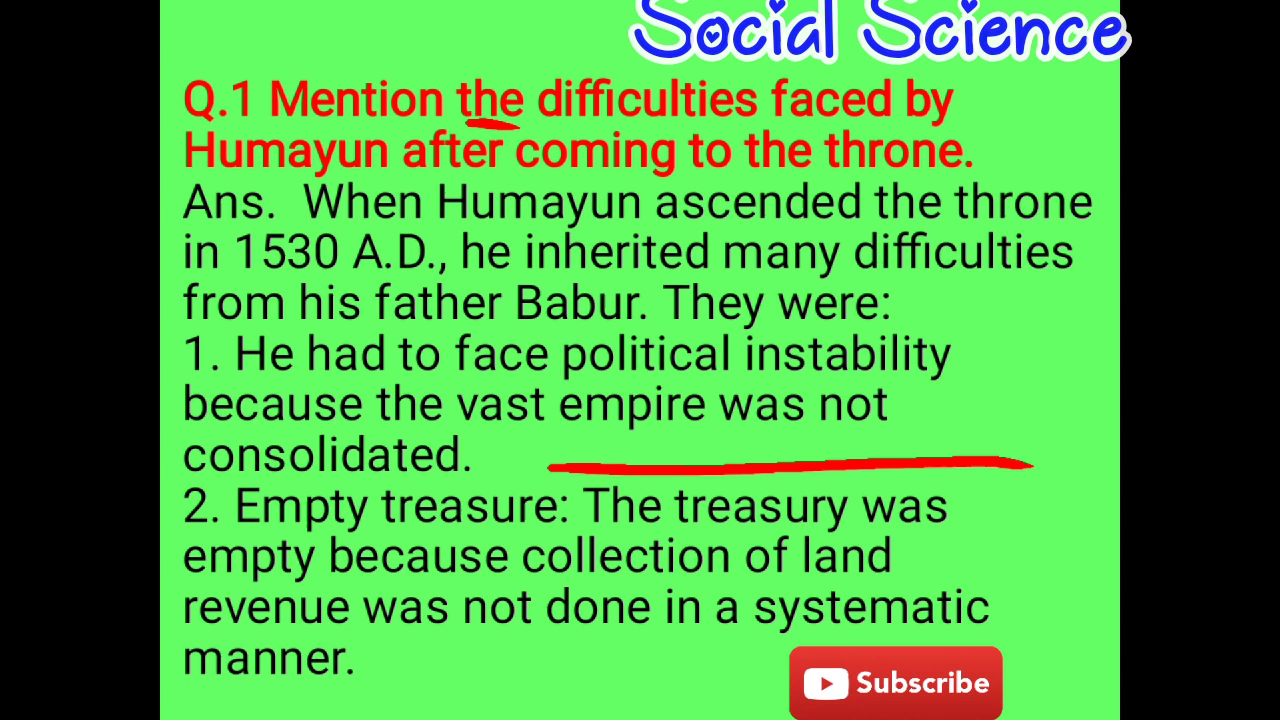 Social Science
Q.1 Mention the difficulties faced by
Humayun after coming to the throne.
Ans.  When Humayun ascended the throne
in 1530 A.D., he inherited many difficulties
from his father Babur. They were:
1. He had to face political instability
because the vast empire was not
consolidated.
2. Empty treasure: The treasury was
empty because collection of land
revenue was not done in a systematic
manner.
Subscribe